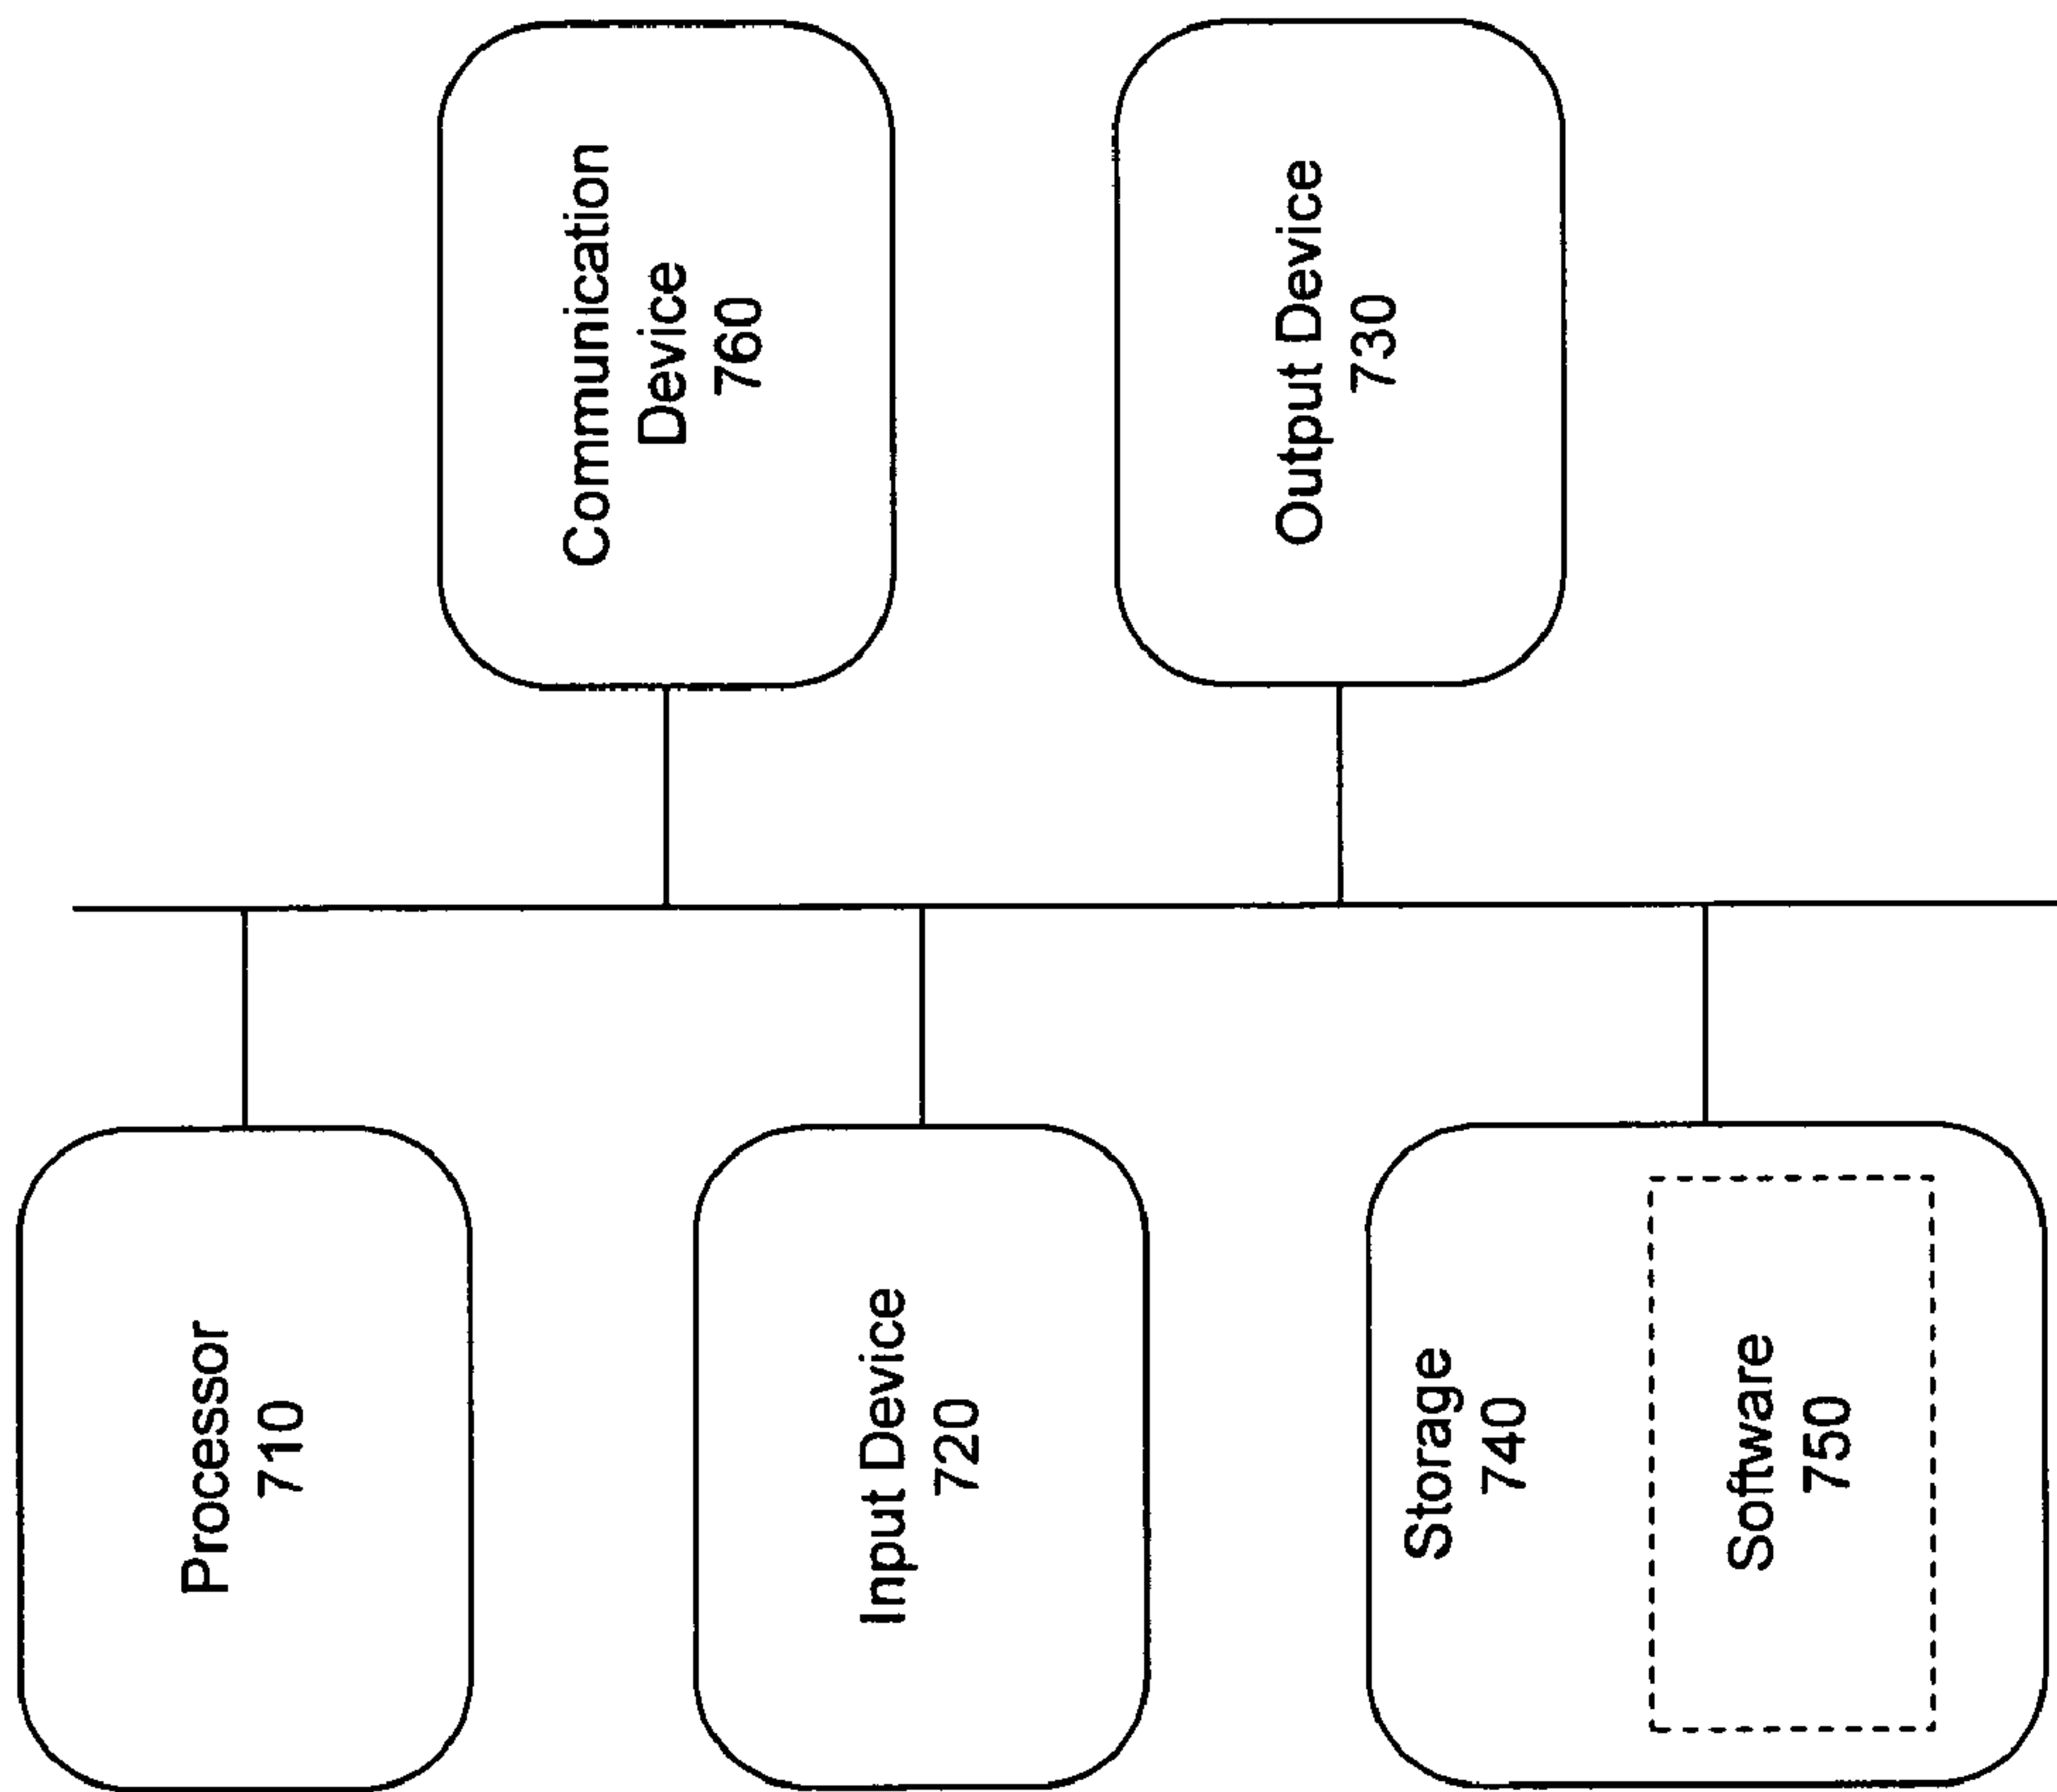 Processor
710
Input Device
720
Storage
740
Software
750
Communication
Device
760
Output Device
730